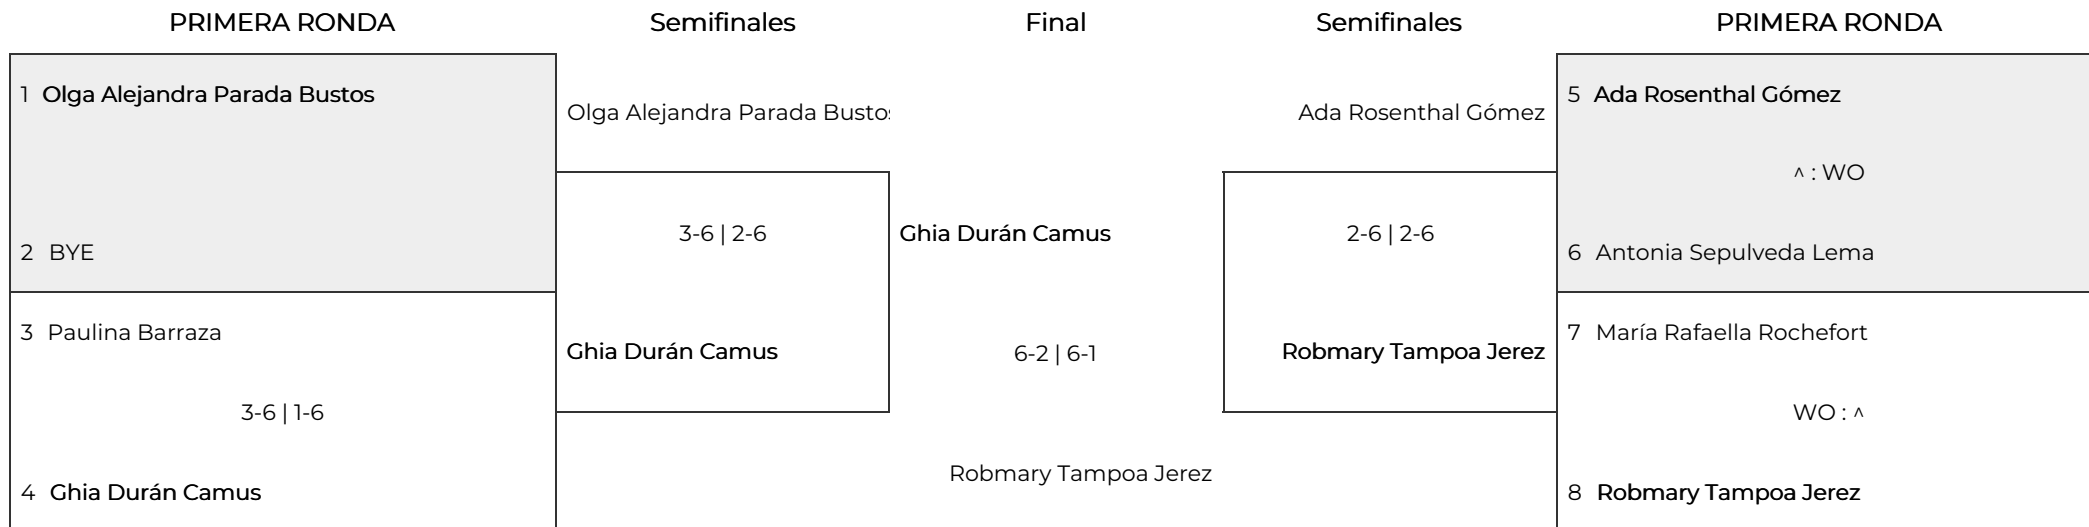 PRIMERA RONDA
Semifinales
Final
Semifinales
PRIMERA RONDA
1 Olga Alejandra Parada Bustos
2 BYE
3 Paulina Barraza
3-6 | 1-6
4 Ghia Durán Camus
Olga Alejandra Parada Bustos
3-6 | 2-6
Ghia Durán Camus
Ghia Durán Camus
6-2 | 6-1
Robmary Tampoa Jerez
Ada Rosenthal Gómez
2-6 | 2-6
Robmary Tampoa Jerez
5 Ada Rosenthal Gómez
^ : WO
6 Antonia Sepulveda Lema
7 María Rafaella Rochefort
WO : ^
8 Robmary Tampoa Jerez